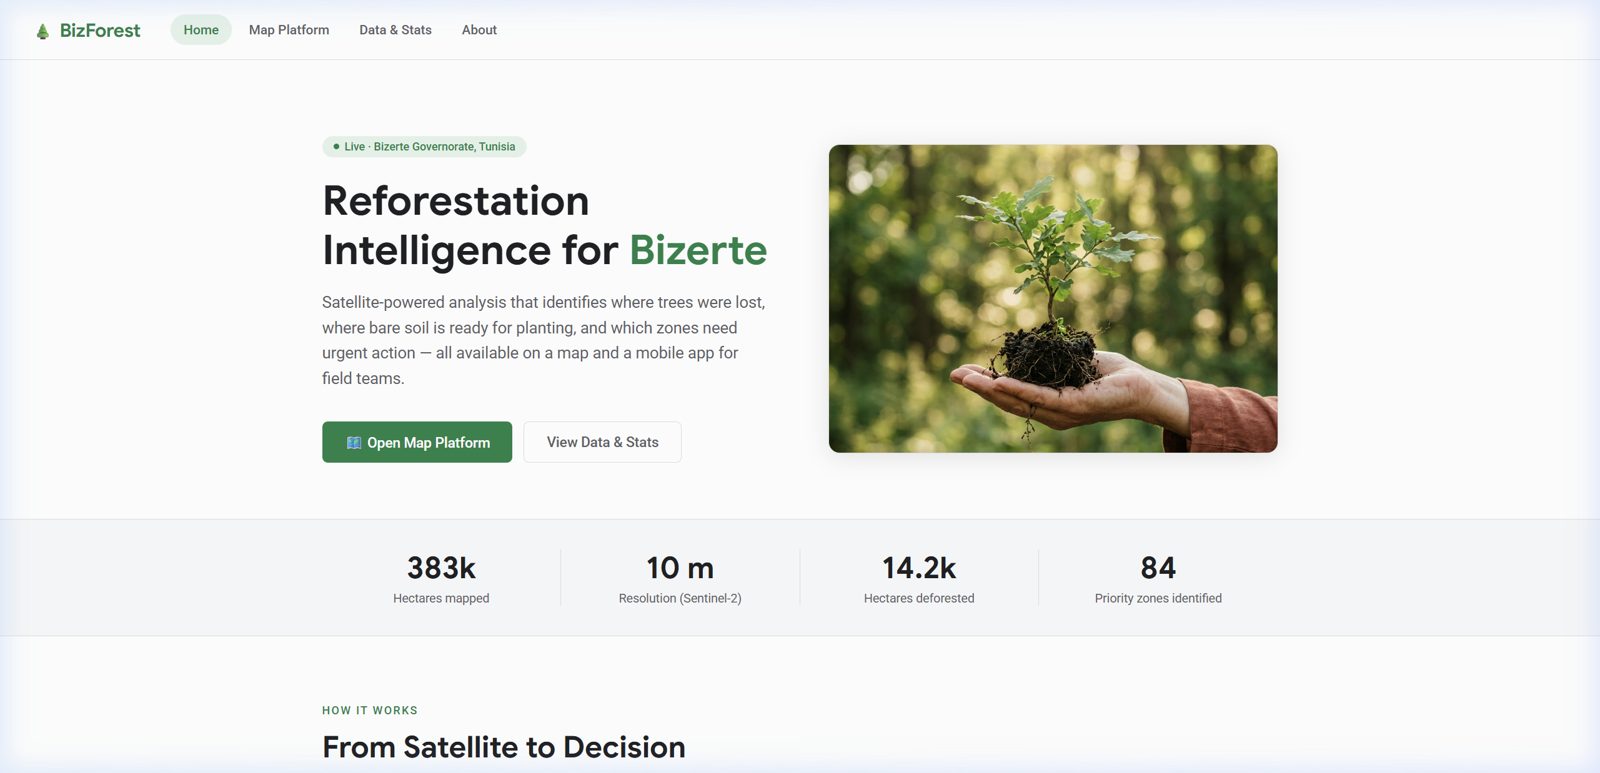 BizForest
Home
Map Platform
Data & Stats
About
Live · Bizerte Governorate, Tunisia
Reforestation
Intelligence for Bizerte
Satellite-powered analysis that identifies where trees were lost,
where bare soil is ready for planting, and which zones need
urgent action — all available on a map and a mobile app for
field teams.
Open Map Platform
View Data & Stats
383k
Hectares mapped
10 m
Resolution (Sentinel-2)
14.2k
Hectares deforested
84
Priority zones identified
HOW IT WORKS
From Satellite to Decision